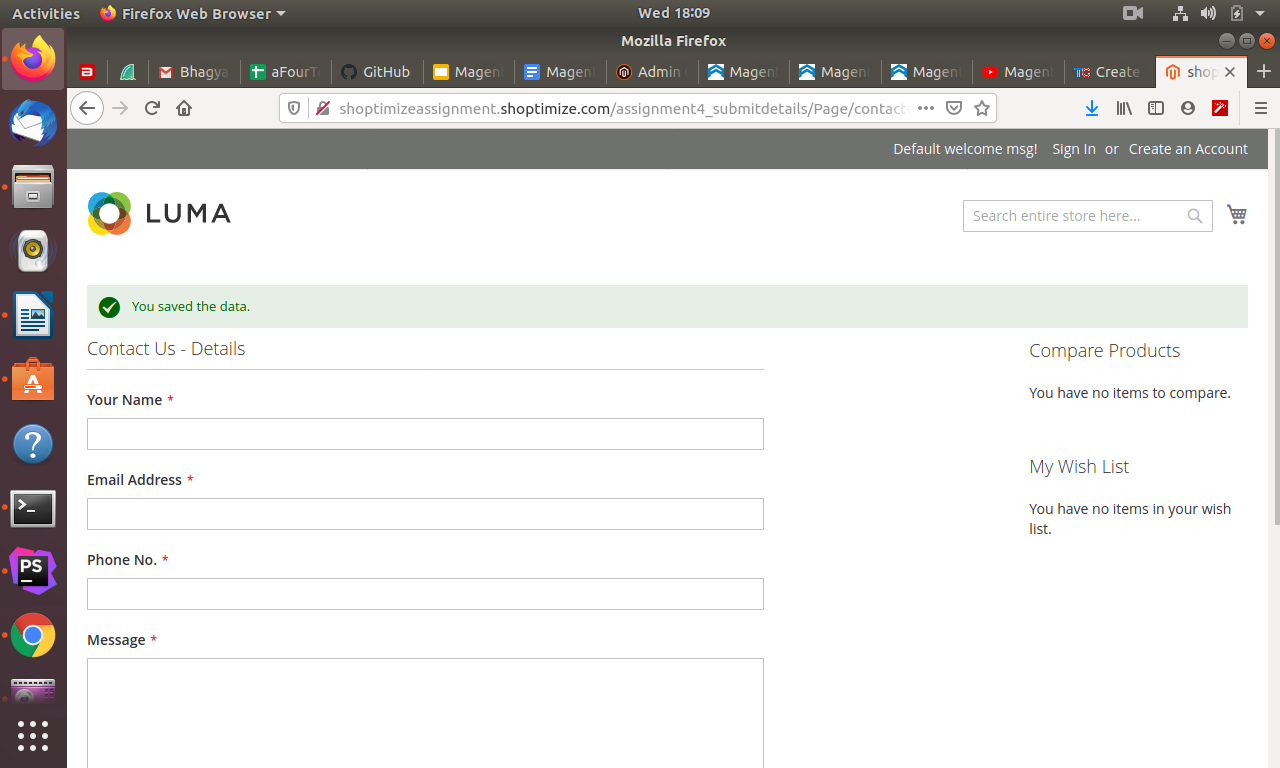 Activities Firefox Web Browser Wed 18:09
Mozilla Firefox
Bhagya aFourT GitHub Magen Magen Admin Magen Magen Magen Magen Create shop
shoptimizeassignment.shoptimize.com/assignment4_submitdetails/Page/contact
Default welcome msg! Sign In or Create an Account
LUMA
Search entire store here...
You saved the data.
Contact Us - Details
Compare Products
Your Name *
You have no items to compare.
Email Address *
My Wish List
You have no items in your wish
list.
Phone No. *
Message *
PS